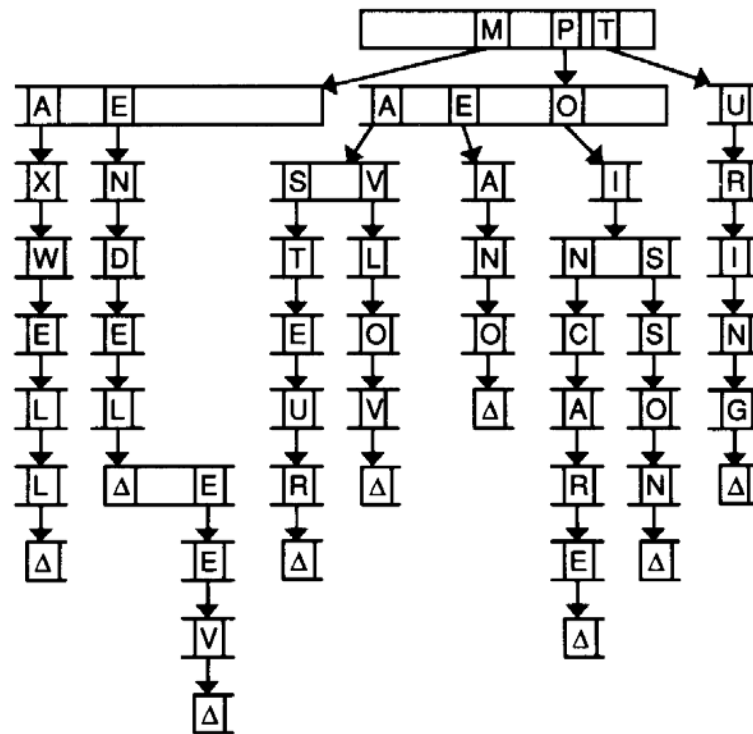 M P T
A E A E O U
X N S V A I R
W D T L N N S I
E E E O O C S N
L L U V Δ A O G
L Δ E R Δ R N Δ
Δ E Δ E Δ
V Δ
Δ